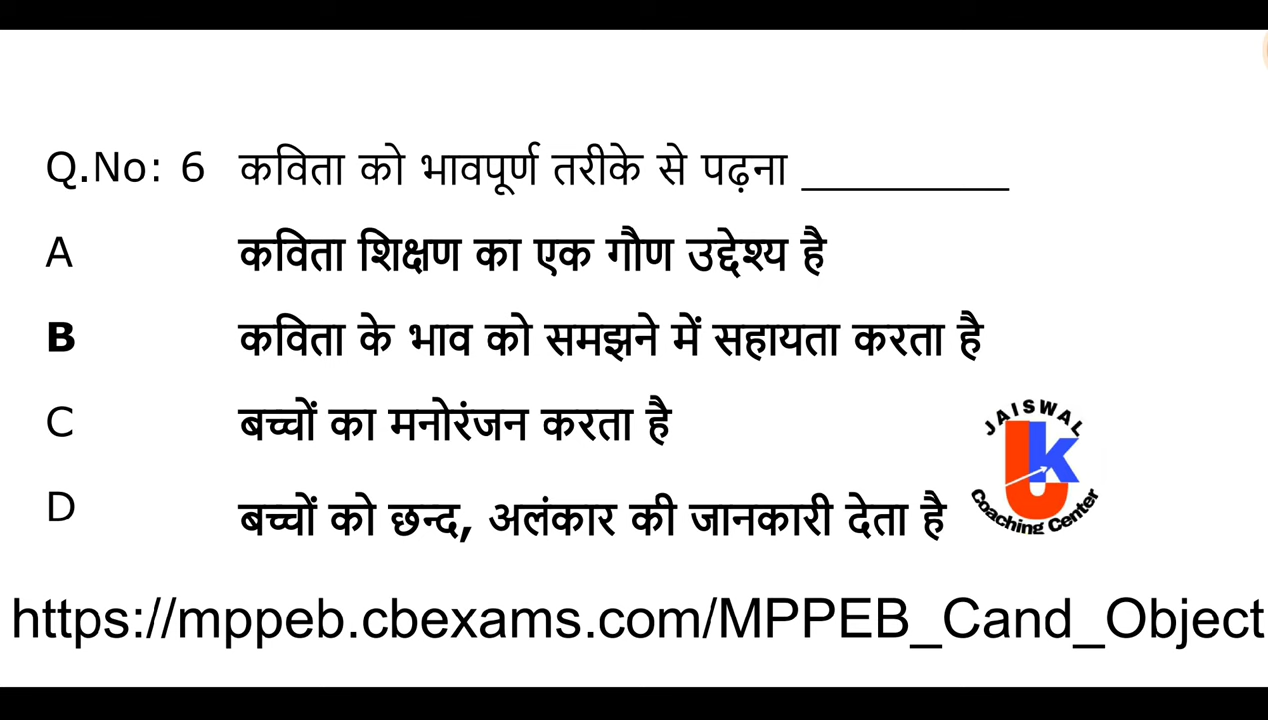 Q.No: 6 कविता को भावपूर्ण तरीके से पढ़ना __________
A कविता शिक्षण का एक गौण उद्देश्य है
B कविता के भाव को समझने में सहायता करता है
C बच्चों का मनोरंजन करता है
D बच्चों को छन्द, अलंकार की जानकारी देता है
JAISWAL
JK
Coaching Center
https://mppeb.cbexams.com/MPPEB_Cand_Object